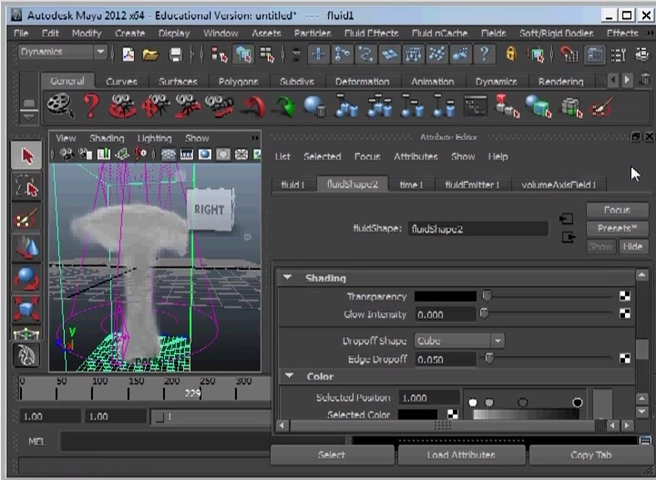 Autodesk Maya 2012 x64 - Educational Version: untitled* --- fluid1
File Edit Modify Create Display Window Assets Particles Fluid Effects Fluid nCache Fields Soft/Rigid Bodies Effects
Dynamics
General Curves Surfaces Polygons Subdivs Deformation Animation Dynamics Rendering
View Shading Lighting Show
Attribute Editor
List Selected Focus Attributes Show Help
fluid1 fluidShape2 time1 fluidEmitter1 volumeAxisField1
RIGHT
Focus
fluidShape: fluidShape2
Presets*
Show Hide
Shading
Transparency
Glow Intensity 0.000
Dropoff Shape Cube
Edge Dropoff 0.050
Color
Selected Position 1.000
Selected Color
y
0 50 100 150 200 250 300
229
1.00 1.00 1
MEL
Select Load Attributes Copy Tab